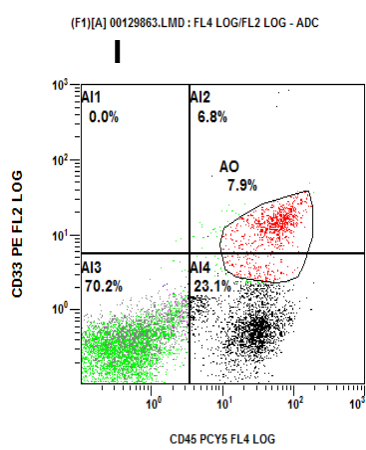 (F1)[A] 00129863.LMD : FL4 LOG/FL2 LOG - ADC
I
10³
AI1
0.0%
AI2
6.8%
10²
AO
7.9%
CD33 PE FL2 LOG
10¹
AI3
70.2%
AI4
23.1%
10⁰
10⁰ 10¹ 10² 10³
CD45 PCY5 FL4 LOG